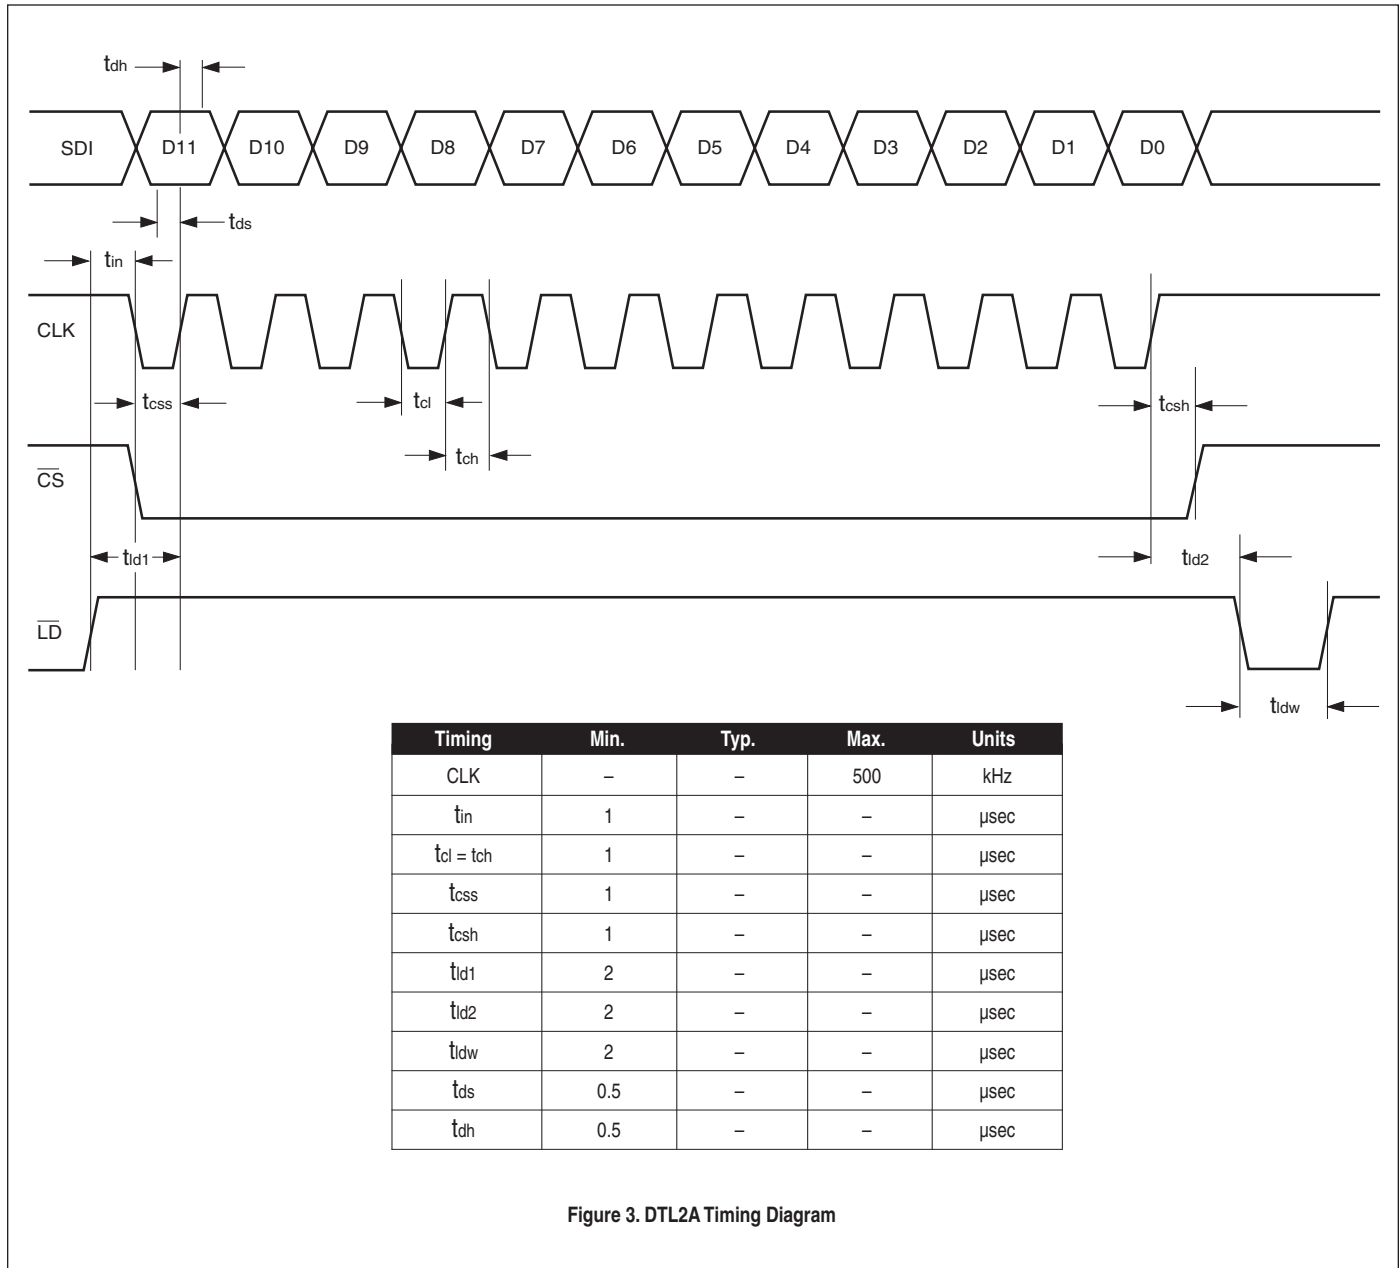 tdh
SDI D11 D10 D9 D8 D7 D6 D5 D4 D3 D2 D1 D0
tds
tin
CLK
tcss tcl tcsh
tch
CS
tld1 tld2
LD
tldw
Timing Min. Typ. Max. Units
CLK – – 500 kHz
tin 1 – – µsec
tcl = tch 1 – – µsec
tcss 1 – – µsec
tcsh 1 – – µsec
tld1 2 – – µsec
tld2 2 – – µsec
tldw 2 – – µsec
tds 0.5 – – µsec
tdh 0.5 – – µsec
Figure 3. DTL2A Timing Diagram